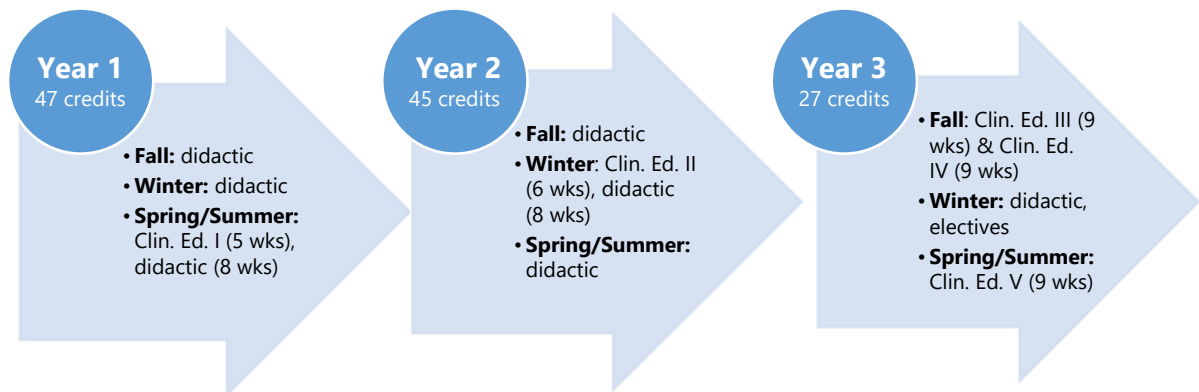 Year 1
47 credits
• Fall: didactic
• Winter: didactic
• Spring/Summer:
Clin. Ed. I (5 wks),
didactic (8 wks)
Year 2
45 credits
• Fall: didactic
• Winter: Clin. Ed. II
(6 wks), didactic
(8 wks)
• Spring/Summer:
didactic
Year 3
27 credits
• Fall: Clin. Ed. III (9
wks) & Clin. Ed.
IV (9 wks)
• Winter: didactic,
electives
• Spring/Summer:
Clin. Ed. V (9 wks)